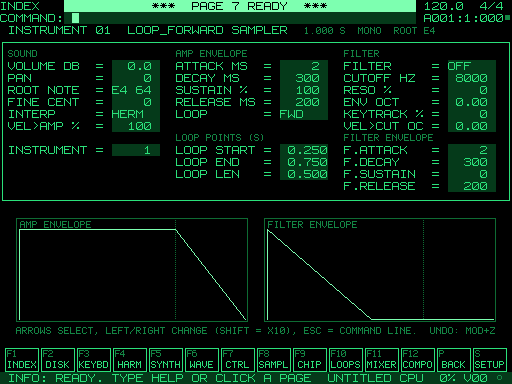 INDEX *** PAGE 7 READY *** 120.0 4/4
COMMAND: A001:1:000
INSTRUMENT 01 LOOP_FORWARD SAMPLER 1.000 S MONO ROOT E4
SOUND AMP ENVELOPE FILTER
VOLUME DB = 0.0 ATTACK MS = 2 FILTER = OFF
PAN = 0 DECAY MS = 300 CUTOFF HZ = 8000
ROOT NOTE = E4 64 SUSTAIN % = 100 RESO % = 0
FINE CENT = 0 RELEASE MS = 200 ENV OCT = 0.00
INTERP = HERM LOOP = FWD KEYTRACK % = 0
VEL>AMP % = 100 VEL>CUT OC = 0.00
LOOP POINTS (S) FILTER ENVELOPE
INSTRUMENT = 1 LOOP START = 0.250 F.ATTACK = 2
LOOP END = 0.750 F.DECAY = 300
LOOP LEN = 0.500 F.SUSTAIN = 0
F.RELEASE = 200
AMP ENVELOPE FILTER ENVELOPE
ARROWS SELECT, LEFT/RIGHT CHANGE (SHIFT = X10), ESC = COMMAND LINE. UNDO: MOD+Z
F1 F2 F3 F4 F5 F6 F7 F8 F9 F10 F11 F12 P S
INDEX DISK KEYBD HARM SYNTH WAVE CTRL SAMPL CHIP LOOPS MIXER COMPO BACK SETUP
INFO: READY. TYPE HELP OR CLICK A PAGE UNTITLED CPU 0% V00